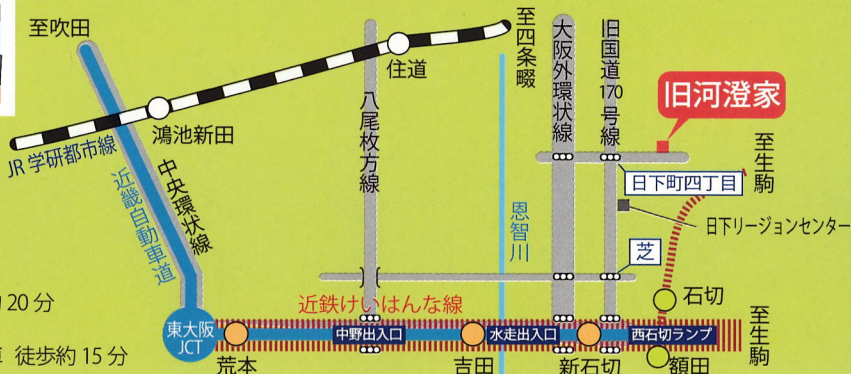 至吹田
至四条畷
大阪外環状線
旧国道170号線
住道
旧河澄家
鴻池新田
八尾枚方線
至生駒
JR学研都市線
中央環状線
近畿自動車道
日下町四丁目
恩智川
日下リージョンセンター
芝
20分
近鉄けいはんな線
石切
東大阪
JCT
中野出入口
水走出入口
西石切ランプ
至生駒
徒歩約15分
荒本
吉田
新石切
額田